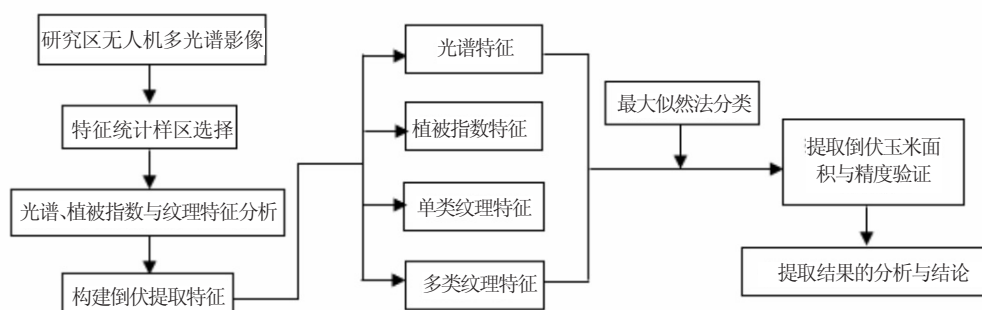 研究区无人机多光谱影像
特征统计样区选择
光谱、植被指数与纹理特征分析
构建倒伏提取特征
光谱特征
植被指数特征
单类纹理特征
多类纹理特征
最大似然法分类
提取倒伏玉米面
积与精度验证
提取结果的分析与结论